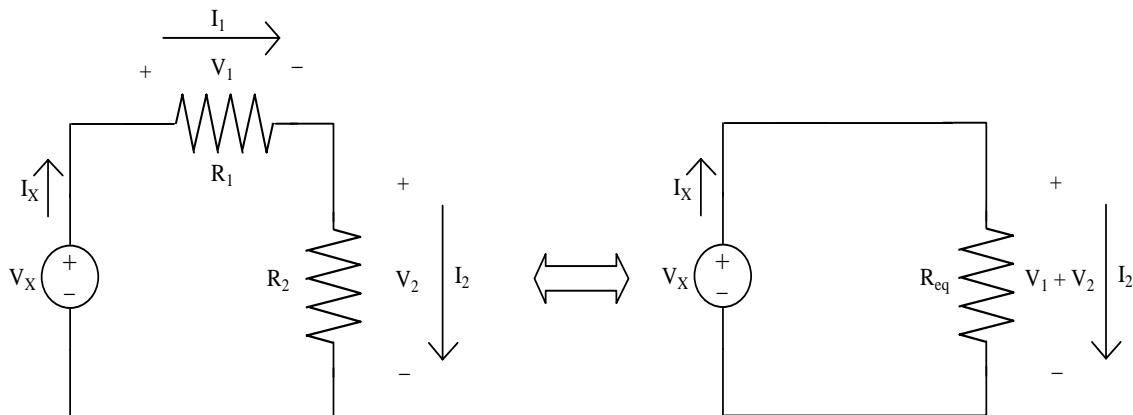 I1
+ V1 −
R1
IX
VX
+
−
R2
+
V2
−
I2
IX
VX
+
−
Req
+
V1 + V2
−
I2